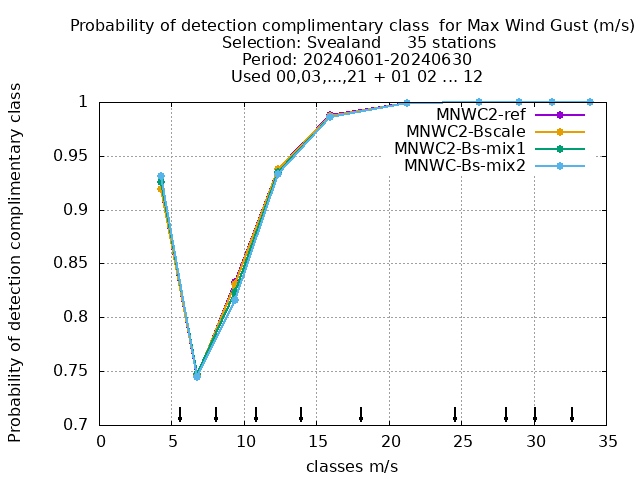 Probability of detection complimentary class  for Max Wind Gust (m/s)
Selection: Svealand     35 stations
Period: 20240601-20240630
Used 00,03,...,21 + 01 02 ... 12
Probability of detection complimentary class
1
0.95
0.9
0.85
0.8
0.75
0.7
MNWC2-ref
MNWC2-Bscale
MNWC2-Bs-mix1
MNWC-Bs-mix2
0 5 10 15 20 25 30 35
classes m/s